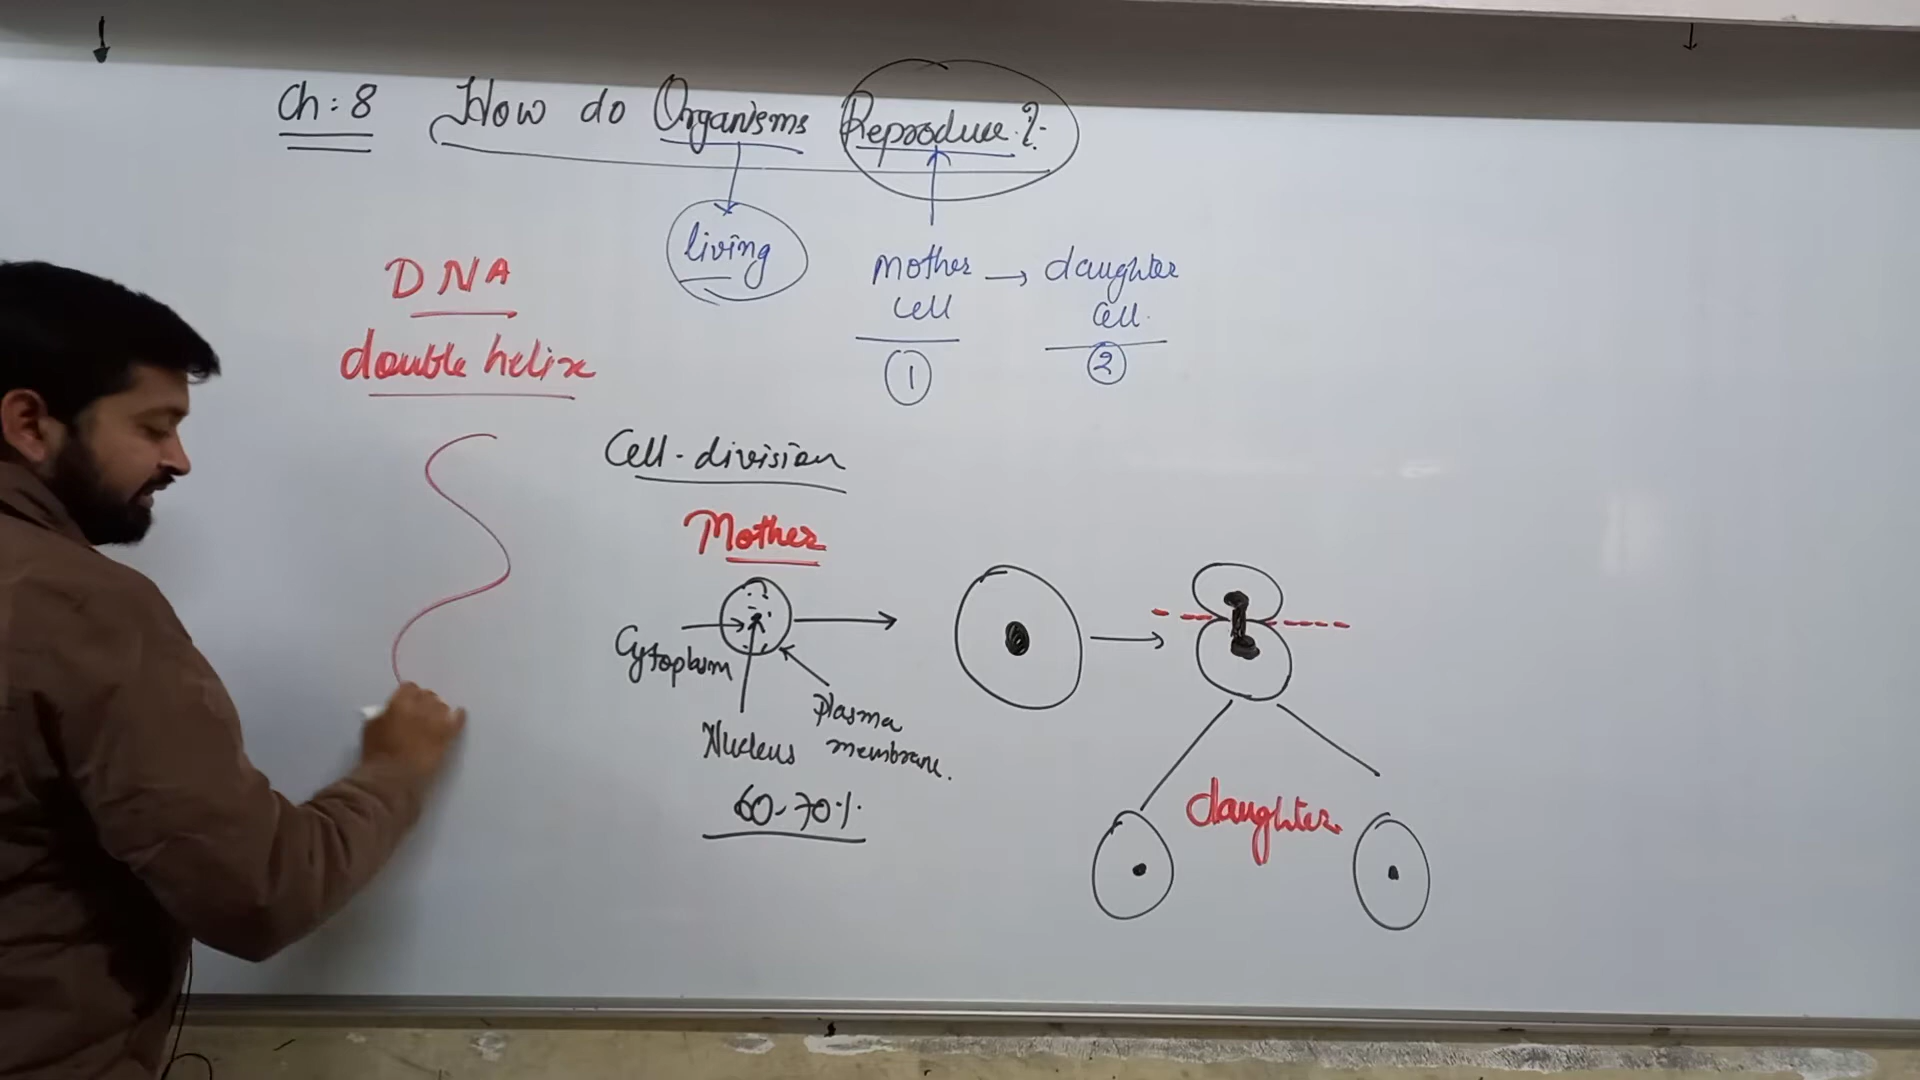 Ch: 8 How do Organisms Reproduce?
living
DNA
double helix
mother cell → daughter cell.
1
2
Cell-division
Mother
Cytoplasm
Nucleus
Plasma membrane.
60-70%.
daughter